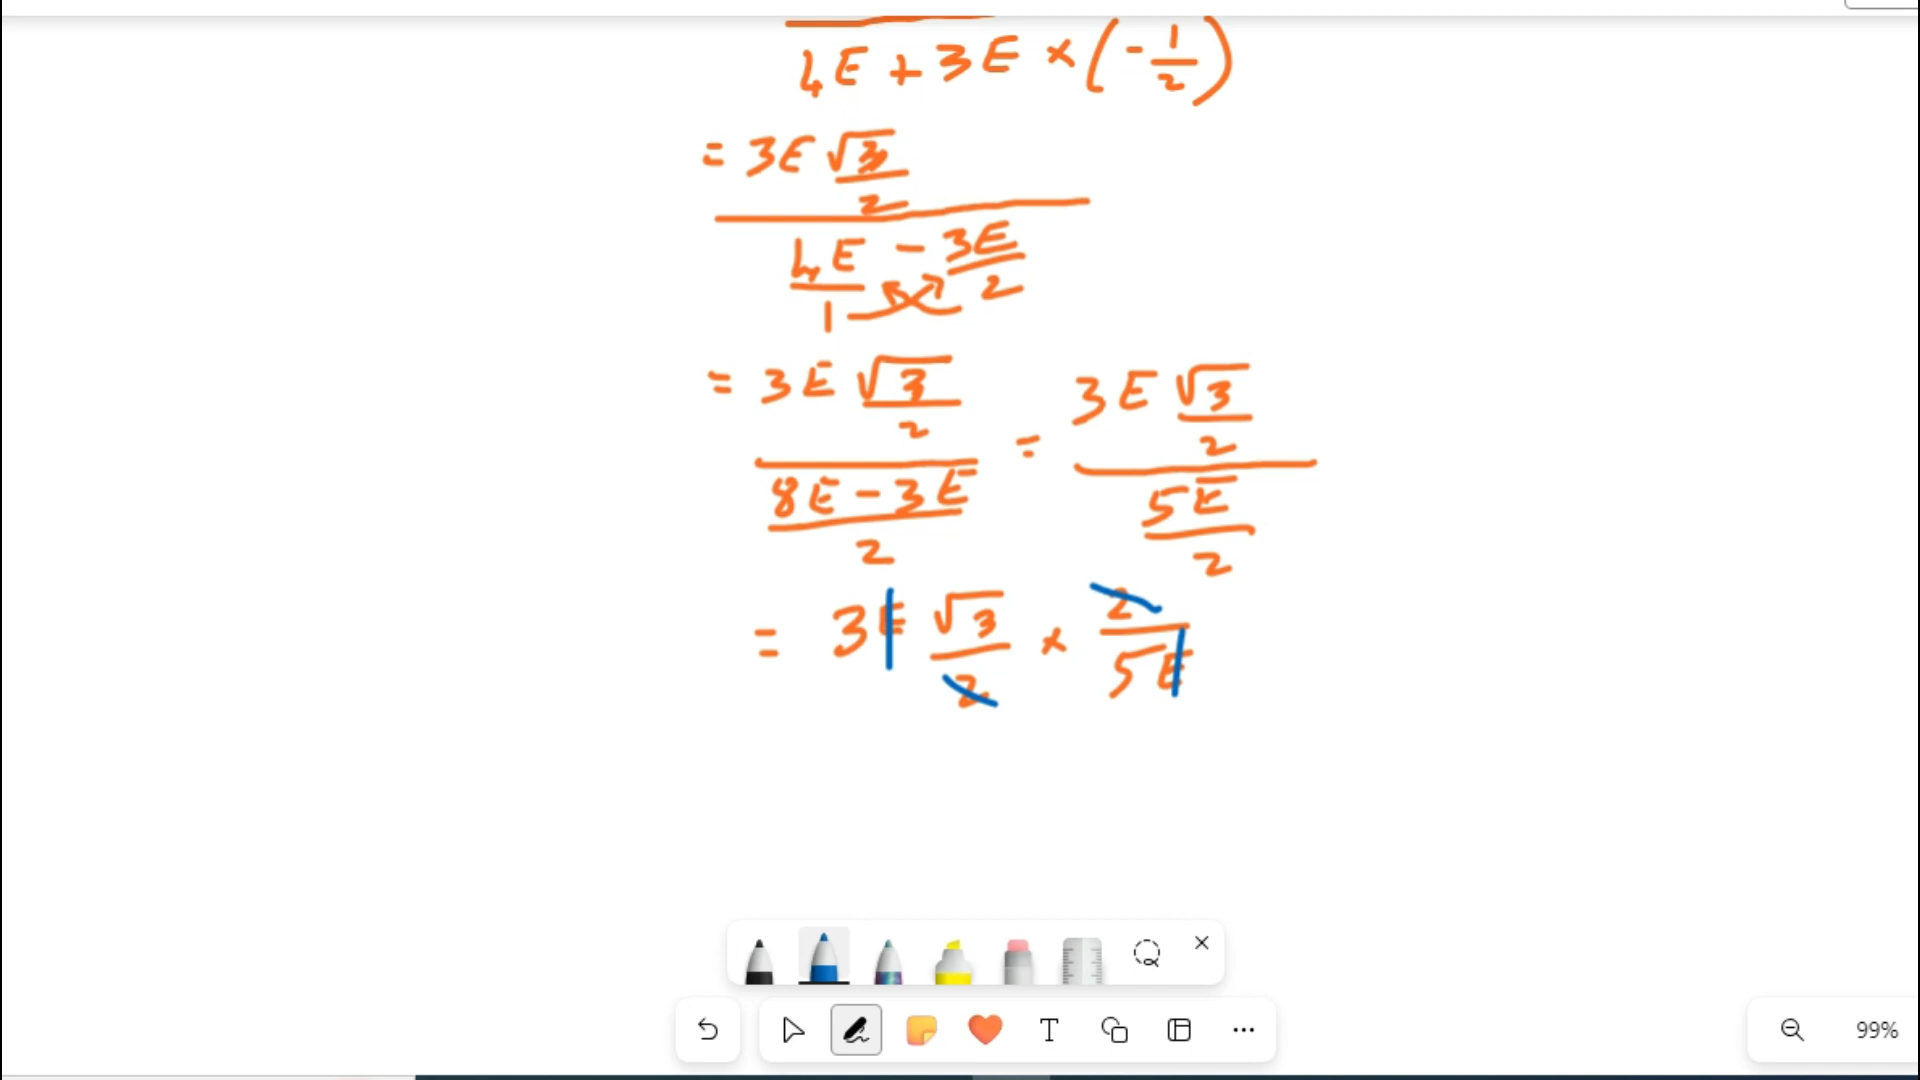 4E + 3E × (-1/2)
= 3E √3/2
4E/1 - 3E/2
= 3E √3/2 = 3E √3/2
8E - 3E/2 5E/2
= 3E √3/2 × 2/5E
T
99%